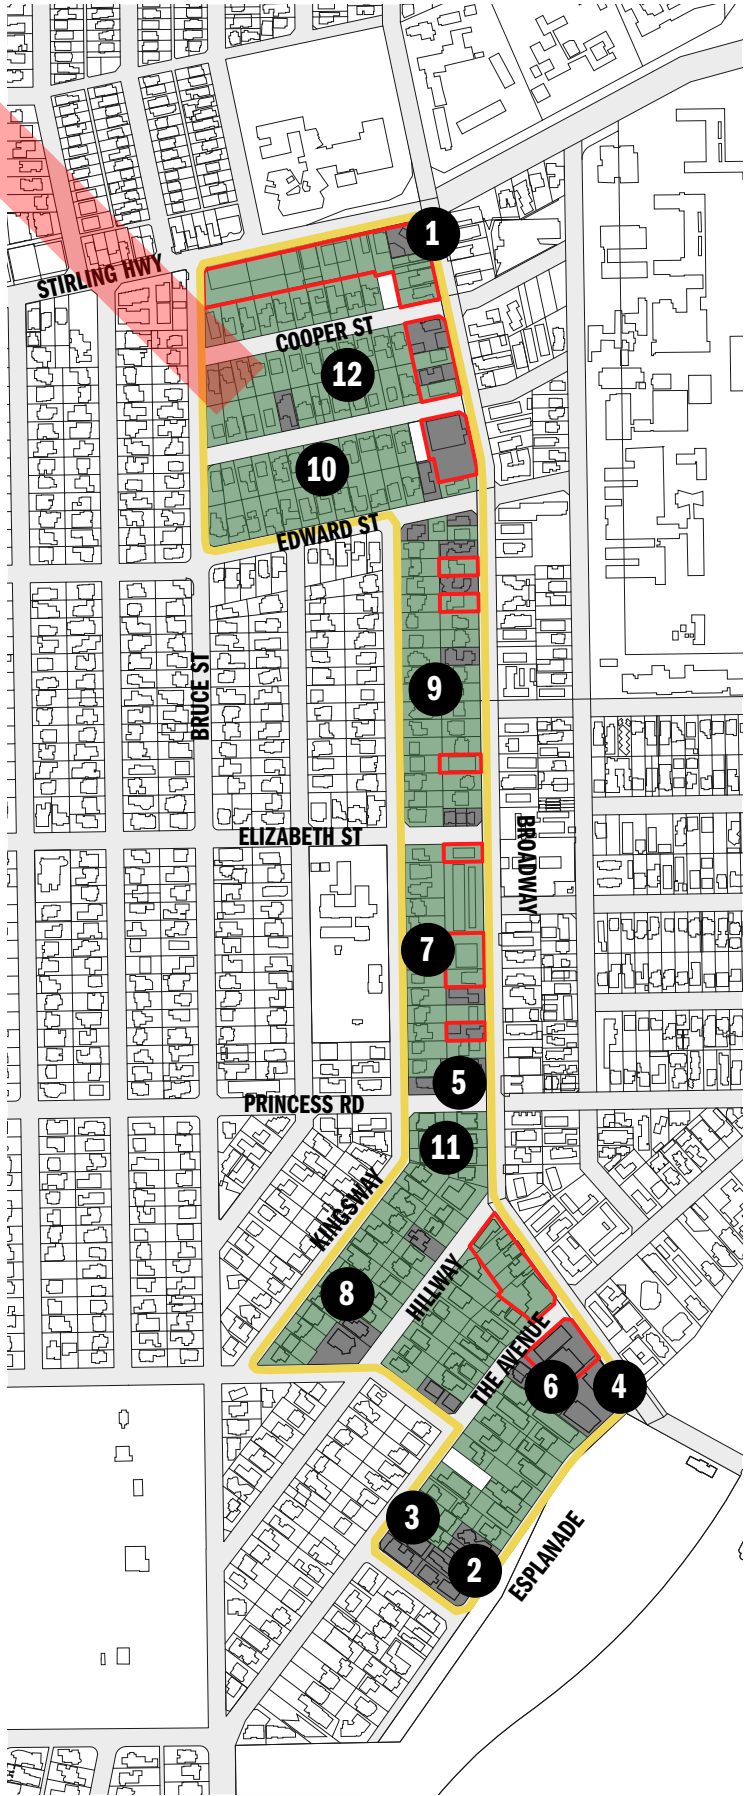 1
STIRLING HWY
COOPER ST
12
10
EDWARD ST
BRUCE ST
9
ELIZABETH ST
BROADWAY
7
5
PRINCESS RD
11
KINGSWAY
HILLWAY
8
THE AVENUE
6
4
3
ESPLANADE
2